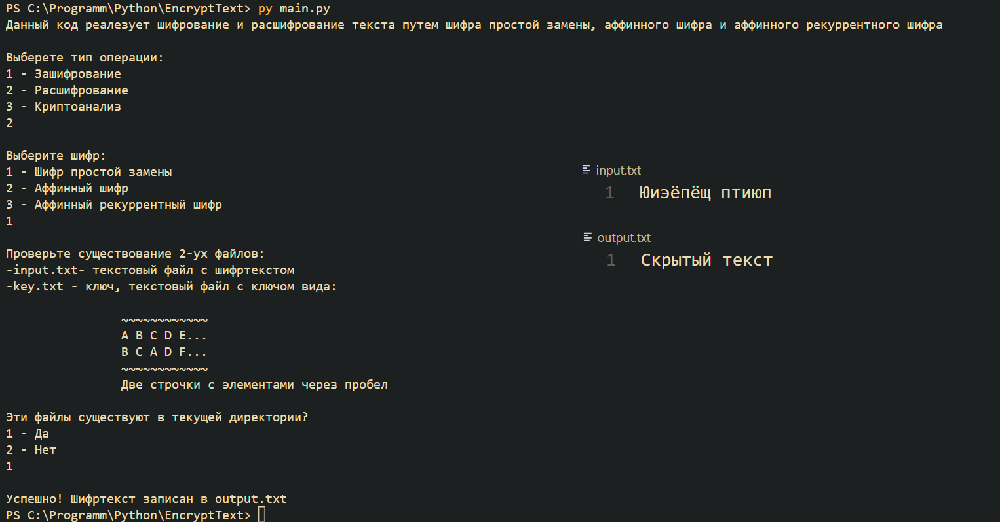 PS C:\Programm\Python\EncryptText> py main.py
Данный код реалезует шифрование и расшифрование текста путем шифра простой замены, аффинного шифра и аффинного рекуррентного шифра
Выберете тип операции:
1 - Зашифрование
2 - Расшифрование
3 - Криптоанализ
2
Выберите шифр:
1 - Шифр простой замены
2 - Аффинный шифр
3 - Аффинный рекуррентный шифр
1
Проверьте существование 2-ух файлов:
-input.txt- текстовый файл с шифртекстом
-key.txt - ключ, текстовый файл с ключом вида:
~~~~~~~~~~~~
A B C D E...
B C A D F...
~~~~~~~~~~~~
Две строчки с элементами через пробел
Эти файлы существуют в текущей директории?
1 - Да
2 - Нет
1
Успешно! Шифртекст записан в output.txt
PS C:\Programm\Python\EncryptText>
input.txt
1 Юиэёпёщ птиюп
output.txt
1 Скрытый текст